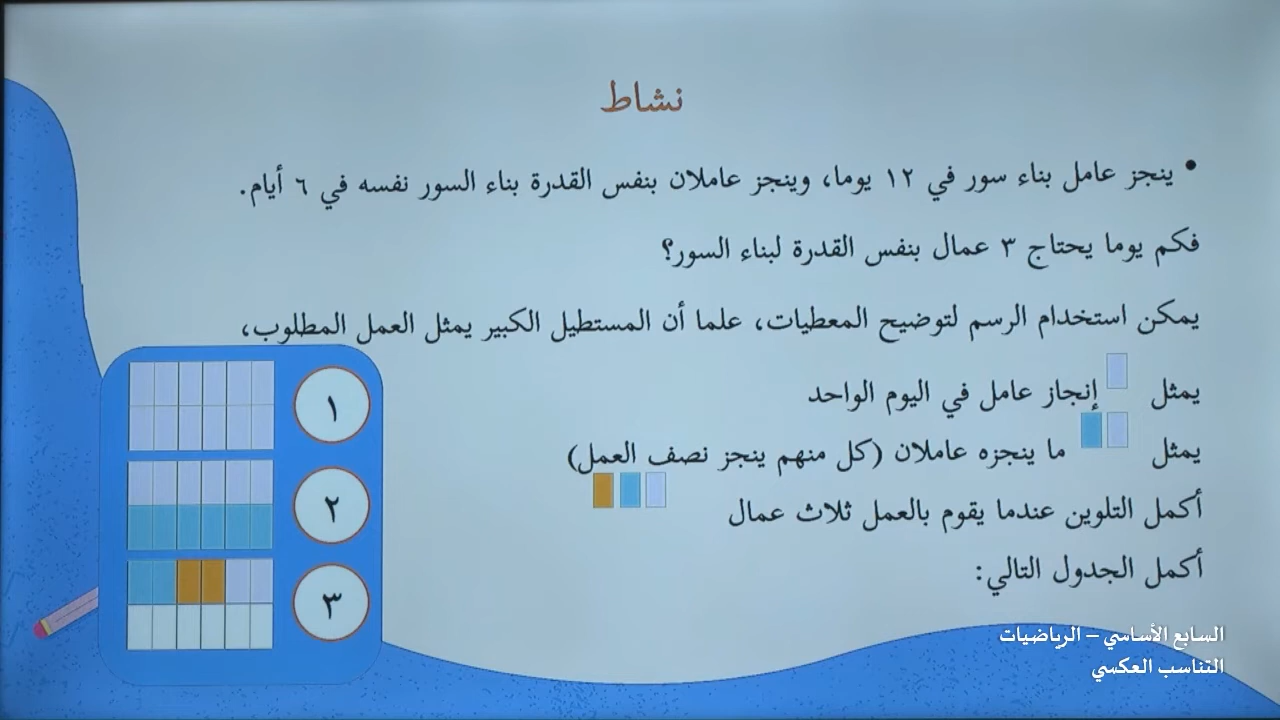 نشاط
• ينجز عامل بناء سور في ١٢ يوما، وينجز عاملان بنفس القدرة بناء السور نفسه في ٦ أيام.
فكم يوما يحتاج ٣ عمال بنفس القدرة لبناء السور؟
يمكن استخدام الرسم لتوضيح المعطيات، علما أن المستطيل الكبير يمثل العمل المطلوب،
يمثل إنجاز عامل في اليوم الواحد
يمثل ما ينجزه عاملان (كل منهم ينجز نصف العمل)
أكمل التلوين عندما يقوم بالعمل ثلاث عمال
أكمل الجدول التالي:
١
٢
٣
السابع الأساسي – الرياضيات
التناسب العكسي